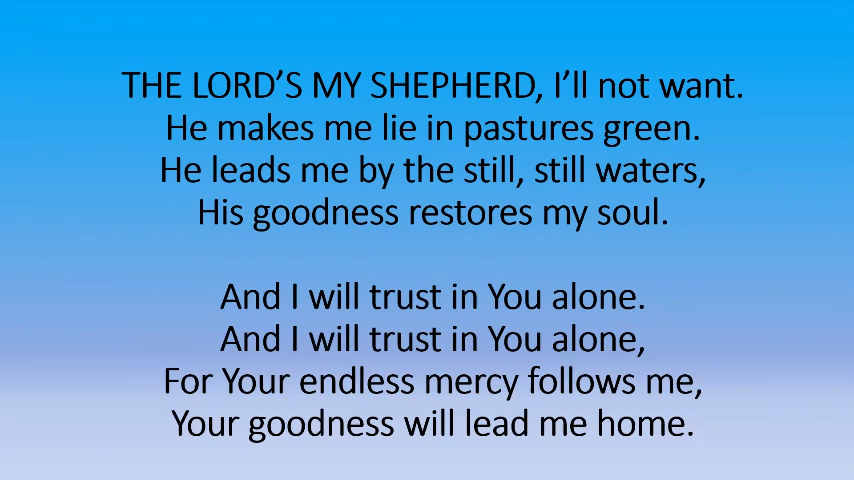 THE LORD’S MY SHEPHERD, I’ll not want.
He makes me lie in pastures green.
He leads me by the still, still waters,
His goodness restores my soul.
And I will trust in You alone.
And I will trust in You alone,
For Your endless mercy follows me,
Your goodness will lead me home.